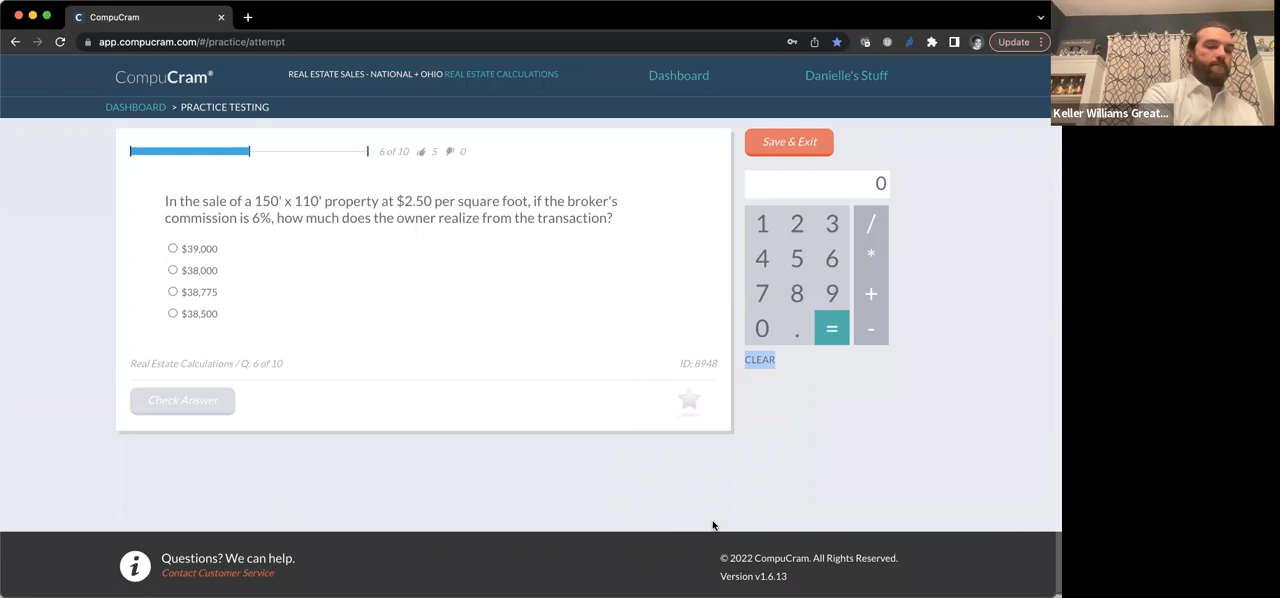 CompuCram
app.compucram.com/#/practice/attempt
Update
CompuCram®
REAL ESTATE SALES - NATIONAL + OHIO REAL ESTATE CALCULATIONS
Dashboard
Danielle's Stuff
DASHBOARD > PRACTICE TESTING
Keller Williams Great...
6 of 10 5 0
Save & Exit
In the sale of a 150' x 110' property at $2.50 per square foot, if the broker's
commission is 6%, how much does the owner realize from the transaction?
$39,000
$38,000
$38,775
$38,500
0
1 2 3 /
4 5 6 *
7 8 9 +
0 . = -
CLEAR
Real Estate Calculations / Q: 6 of 10
ID: 8948
Check Answer
Questions? We can help.
Contact Customer Service
© 2022 CompuCram. All Rights Reserved.
Version v1.6.13